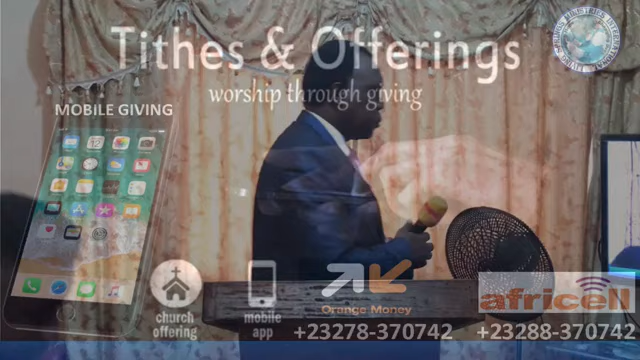 Tithes & Offerings
worship through giving
MOBILE GIVING
church
offering
mobile
app
Orange Money
africell
+23278-370742
+23288-370742